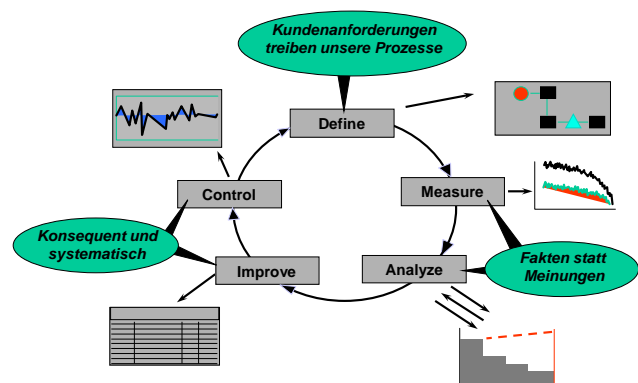 Kundenanforderungen
treiben unsere Prozesse
Define
Control
Measure
Konsequent und
systematisch
Improve
Analyze
Fakten statt
Meinungen